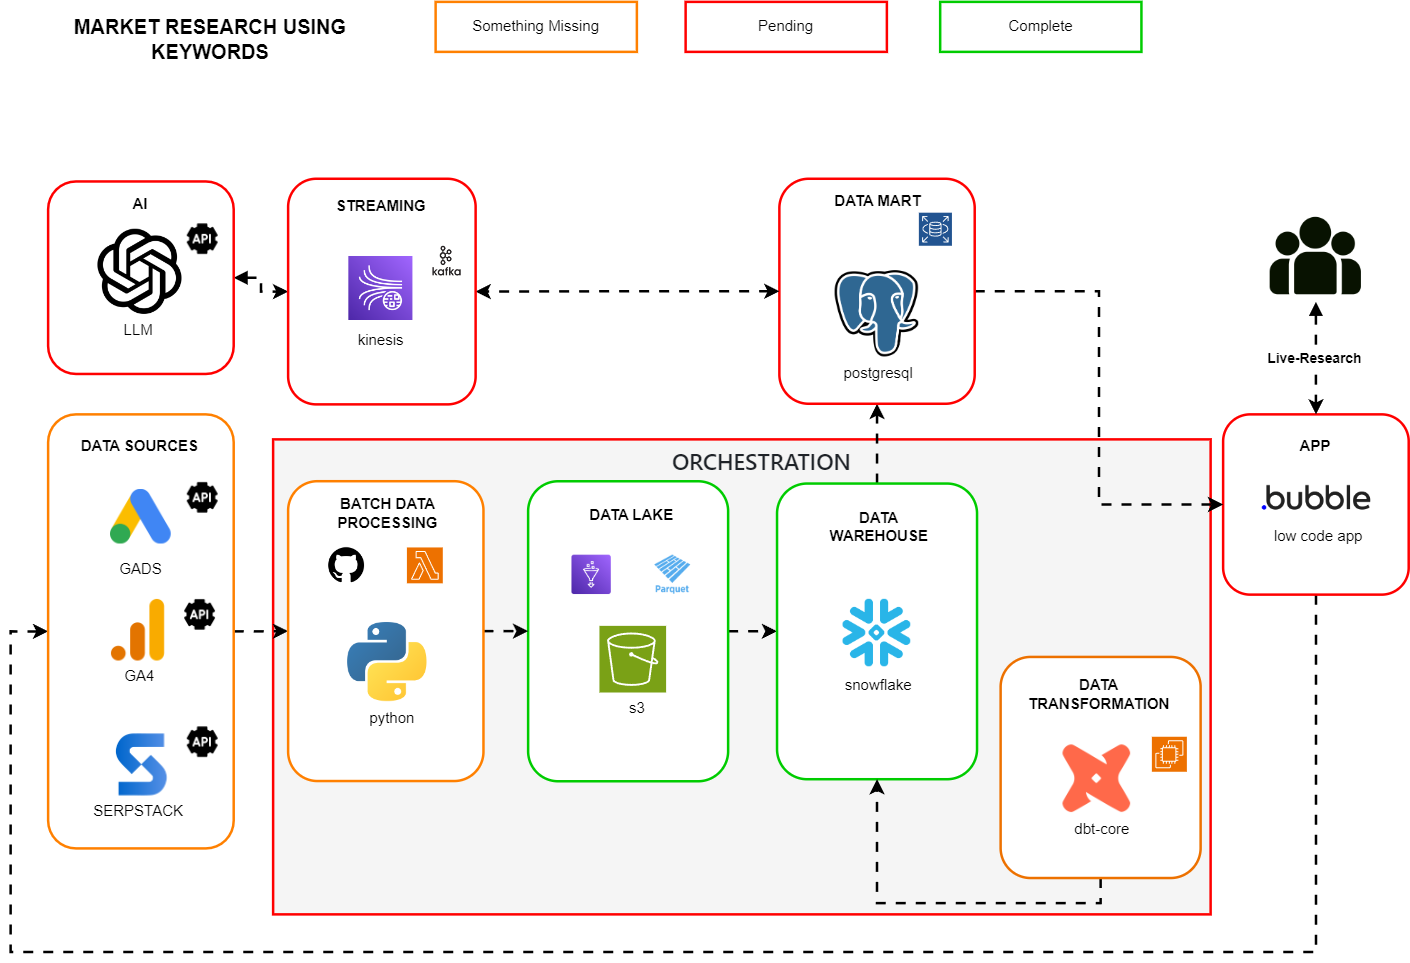 MARKET RESEARCH USING
KEYWORDS
Something Missing
Pending
Complete
AI
API
LLM
STREAMING
kafka
kinesis
DATA MART
postgresql
Live-Research
DATA SOURCES
API
GADS
API
GA4
API
SERPSTACK
ORCHESTRATION
BATCH DATA
PROCESSING
python
DATA LAKE
Parquet
s3
DATA
WAREHOUSE
snowflake
DATA
TRANSFORMATION
dbt-core
APP
.bubble
low code app